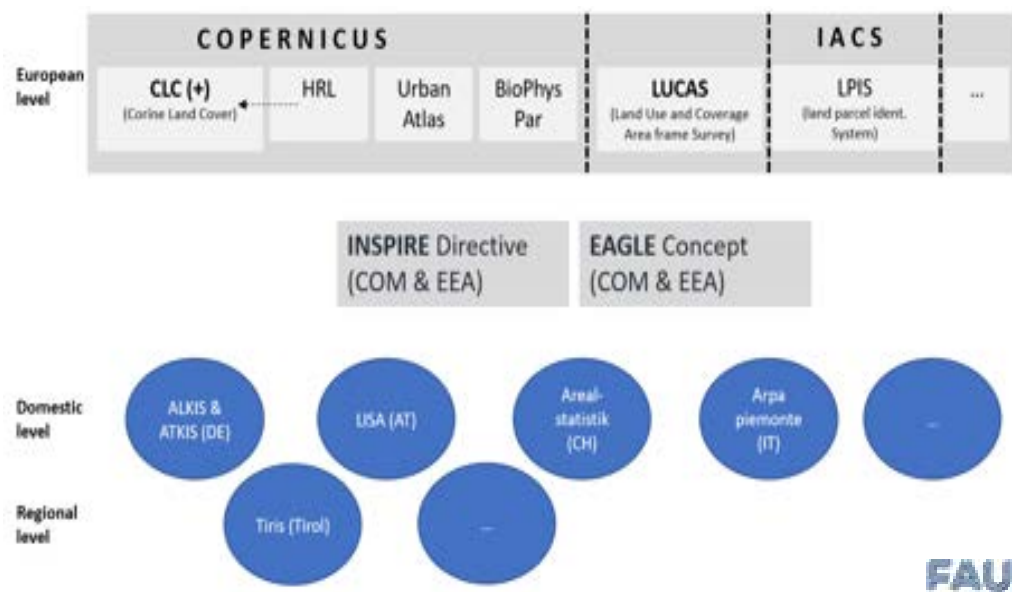 COPERNICUS
IACS
European
level
CLC (+)
(Corine Land Cover)
HRL
Urban
Atlas
BioPhys
Par
LUCAS
(Land Use and Coverage
Area frame Survey)
LPIS
(land parcel ident.
System)
...
INSPIRE Directive
(COM & EEA)
EAGLE Concept
(COM & EEA)
Domestic
level
ALKIS &
ATKIS (DE)
LISA (AT)
Areal-
statistik
(CH)
Arpa
piemonte
(IT)
...
Regional
level
Tiris (Tirol)
...
FAU